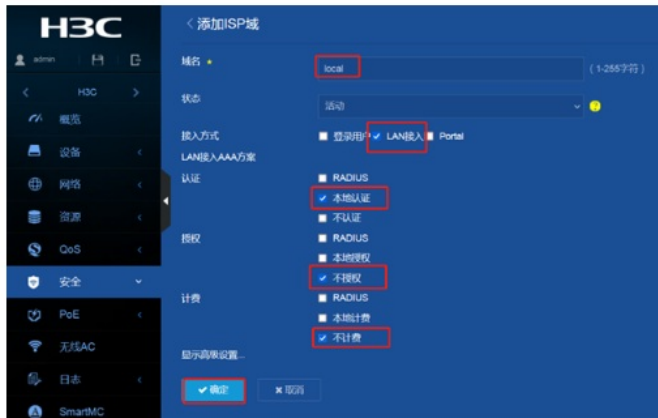 H3C
admin
H3C
概览
设备
网络
资源
QoS
安全
PoE
无线AC
日志
SmartMC
添加ISP域
域名
local
(1-255字符)
状态
活动
接入方式
登录用户 LAN接入 Portal
LAN接入AAA方案
认证
RADIUS
本地认证
不认证
授权
RADIUS
本地授权
不授权
计费
RADIUS
本地计费
不计费
显示高级设置...
确定 取消